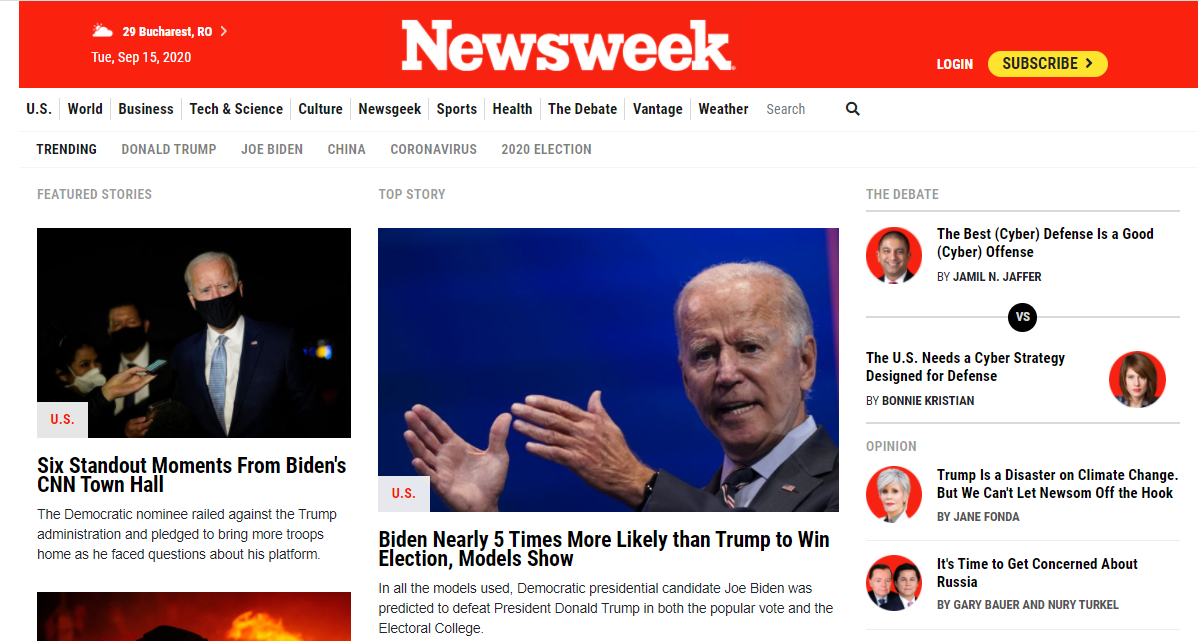 29 Bucharest, RO
Tue, Sep 15, 2020
Newsweek
LOGIN
SUBSCRIBE
U.S. World Business Tech & Science Culture Newsgeek Sports Health The Debate Vantage Weather Search
TRENDING DONALD TRUMP JOE BIDEN CHINA CORONAVIRUS 2020 ELECTION
FEATURED STORIES
U.S.
Six Standout Moments From Biden's
CNN Town Hall
The Democratic nominee railed against the Trump
administration and pledged to bring more troops
home as he faced questions about his platform.
TOP STORY
U.S.
Biden Nearly 5 Times More Likely than Trump to Win
Election, Models Show
In all the models used, Democratic presidential candidate Joe Biden was
predicted to defeat President Donald Trump in both the popular vote and the
Electoral College.
THE DEBATE
The Best (Cyber) Defense Is a Good
(Cyber) Offense
BY JAMIL N. JAFFER
VS
The U.S. Needs a Cyber Strategy
Designed for Defense
BY BONNIE KRISTIAN
OPINION
Trump Is a Disaster on Climate Change.
But We Can't Let Newsom Off the Hook
BY JANE FONDA
It's Time to Get Concerned About
Russia
BY GARY BAUER AND NURY TURKEL